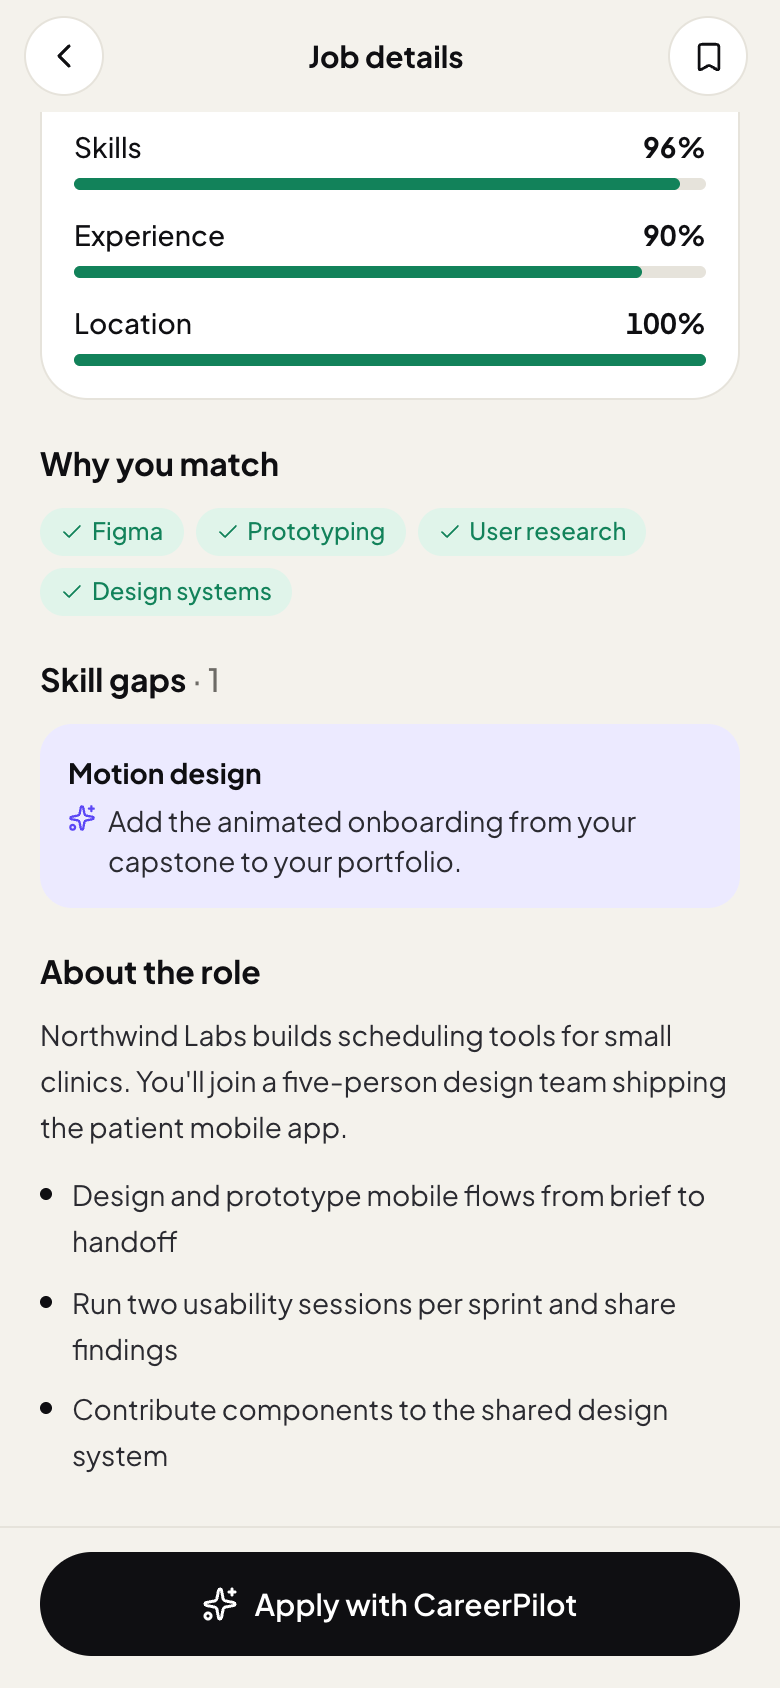 Job details
Skills 96%
Experience 90%
Location 100%
Why you match
Figma Prototyping User research
Design systems
Skill gaps · 1
Motion design
Add the animated onboarding from your
capstone to your portfolio.
About the role
Northwind Labs builds scheduling tools for small
clinics. You'll join a five-person design team shipping
the patient mobile app.
Design and prototype mobile flows from brief to
handoff
Run two usability sessions per sprint and share
findings
Contribute components to the shared design
system
Apply with CareerPilot